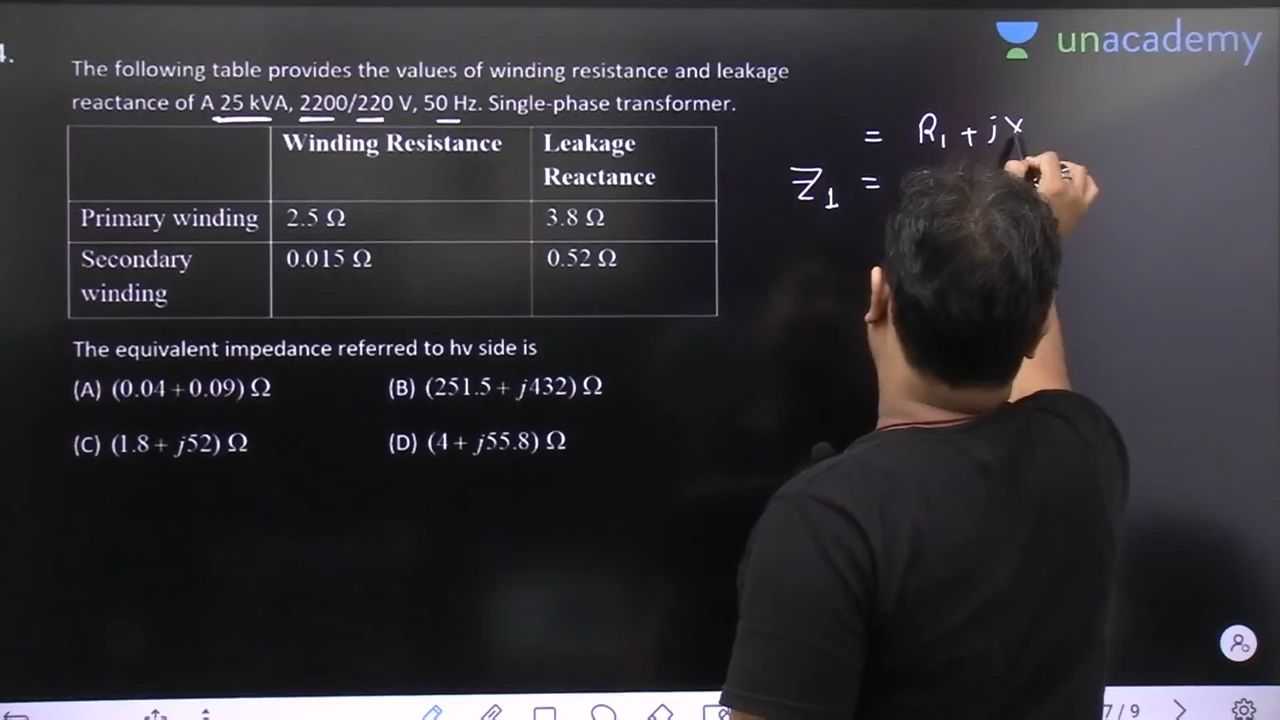 4.
unacademy
The following table provides the values of winding resistance and leakage
reactance of A 25 kVA, 2200/220 V, 50 Hz. Single-phase transformer.
Winding Resistance
Leakage
Reactance
Primary winding 2.5 Ω 3.8 Ω
Secondary
winding
0.015 Ω 0.52 Ω
The equivalent impedance referred to hv side is
(A) (0.04 + 0.09) Ω (B) (251.5 + j432) Ω
(C) (1.8 + j52) Ω (D) (4 + j55.8) Ω
= R₁ + jX
Z₁ =
7 / 9